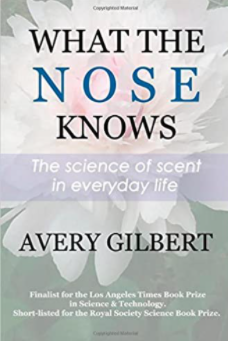 WHAT THE
NOSE
KNOWS
The science of scent
in everyday life
AVERY GILBERT
Finalist for the Los Angeles Times Book Prize
in Science & Technology.
Short-listed for the Royal Society Science Book Prize.